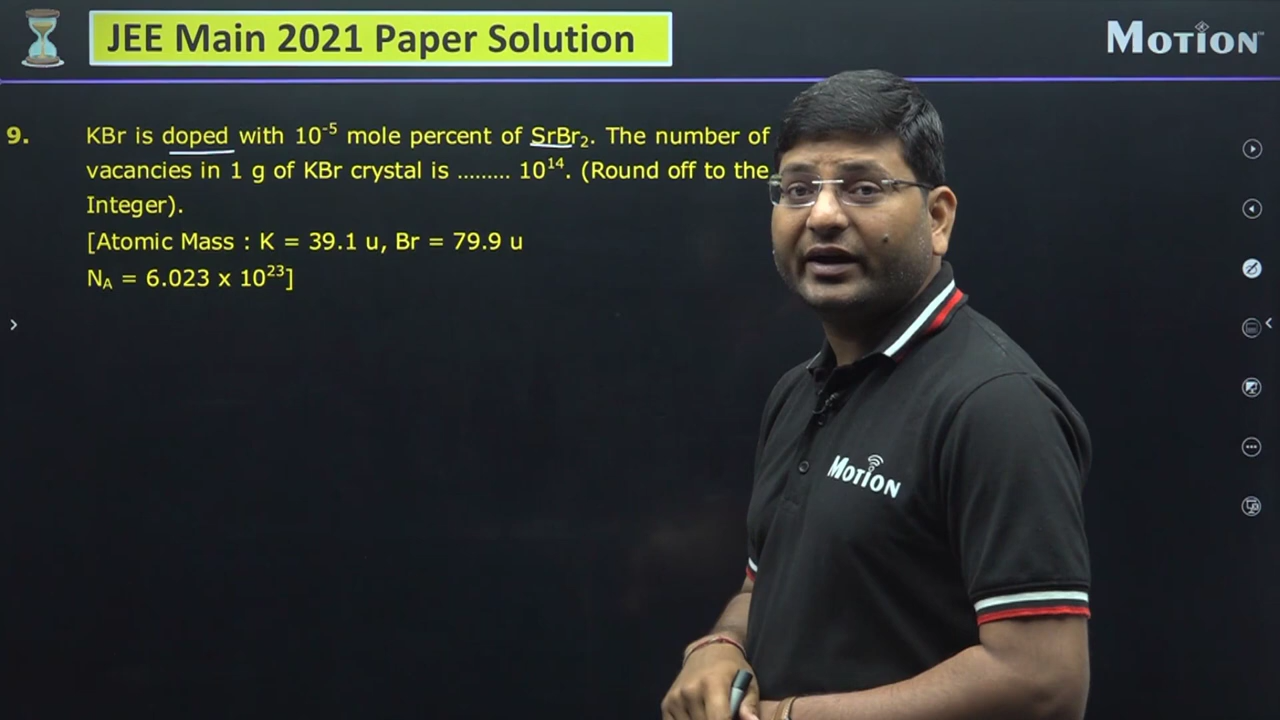 JEE Main 2021 Paper Solution
MOTION
9. KBr is doped with 10⁻⁵ mole percent of SrBr₂. The number of
vacancies in 1 g of KBr crystal is ......... 10¹⁴. (Round off to the
Integer).
[Atomic Mass : K = 39.1 u, Br = 79.9 u
N_A = 6.023 x 10²³]
MOTION